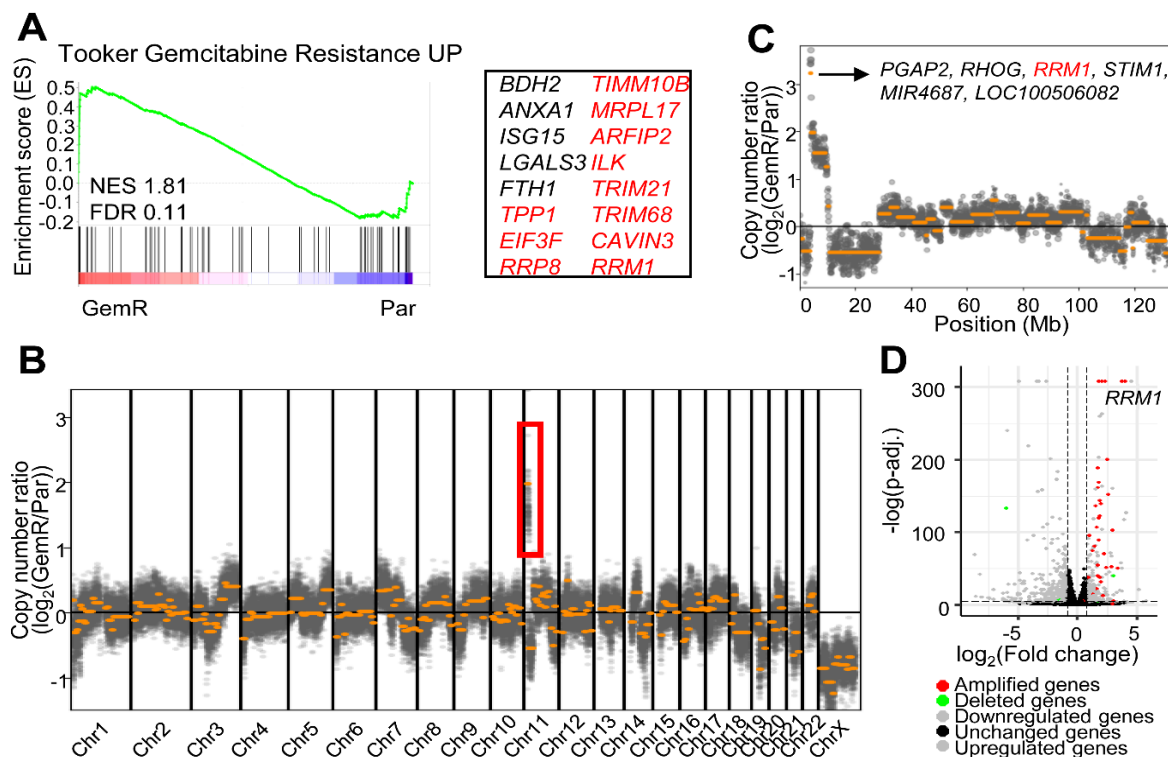 A
Tooker Gemcitabine Resistance UP
Enrichment score (ES)
0.5
0.4
0.3
0.2
0.1
0.0
-0.1
-0.2
NES 1.81
FDR 0.11
GemR Par
BDH2 TIMM10B
ANXA1 MRPL17
ISG15 ARFIP2
LGALS3 ILK
FTH1 TRIM21
TPP1 TRIM68
EIF3F CAVIN3
RRP8 RRM1
C
Copy number ratio
(log2(GemR/Par))
3
2
1
0
-1
PGAP2, RHOG, RRM1, STIM1,
MIR4687, LOC100506082
0 20 40 60 80 100 120
Position (Mb)
B
Copy number ratio
(log2(GemR/Par))
3
2
1
0
-1
Chr1 Chr2 Chr3 Chr4 Chr5 Chr6 Chr7 Chr8 Chr9 Chr10 Chr11 Chr12 Chr13 Chr14 Chr15 Chr16 Chr17 Chr18 Chr19 Chr20 Chr21 Chr22 ChrX
D
-log(p-adj.)
300
200
100
0
RRM1
-5 0 5
log2(Fold change)
Amplified genes
Deleted genes
Downregulated genes
Unchanged genes
Upregulated genes